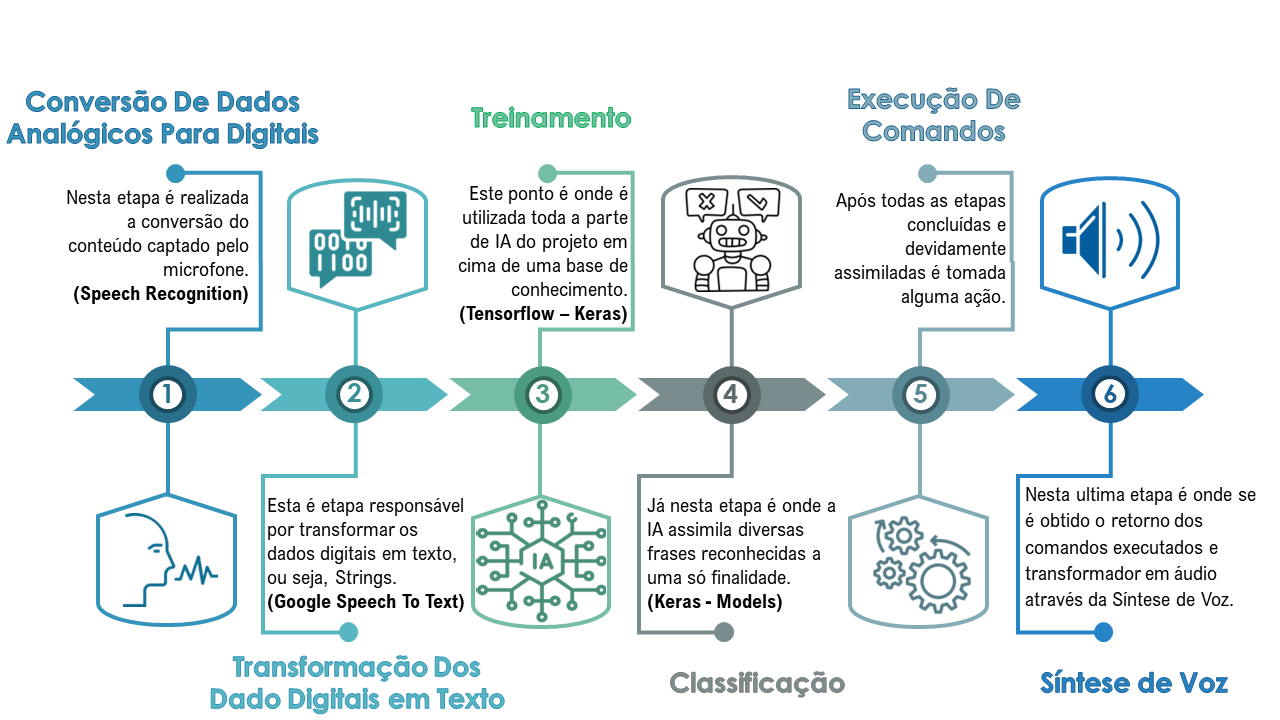 Conversão De Dados
Analógicos Para Digitais
Nesta etapa é realizada
a conversão do
conteúdo captado pelo
microfone.
(Speech Recognition)
1
0010
1100
2
Esta é etapa responsável
por transformar os
dados digitais em texto,
ou seja, Strings.
(Google Speech To Text)
Transformação Dos
Dado Digitais em Texto
Treinamento
Este ponto é onde é
utilizada toda a parte
de IA do projeto em
cima de uma base de
conhecimento.
(Tensorflow – Keras)
3
IA
4
Já nesta etapa é onde a
IA assimila diversas
frases reconhecidas a
uma só finalidade.
(Keras - Models)
Classificação
Execução De
Comandos
Após todas as etapas
concluídas e
devidamente
assimiladas é tomada
alguma ação.
5
6
Nesta ultima etapa é onde se
é obtido o retorno dos
comandos executados e
transformador em áudio
através da Síntese de Voz.
Síntese de Voz